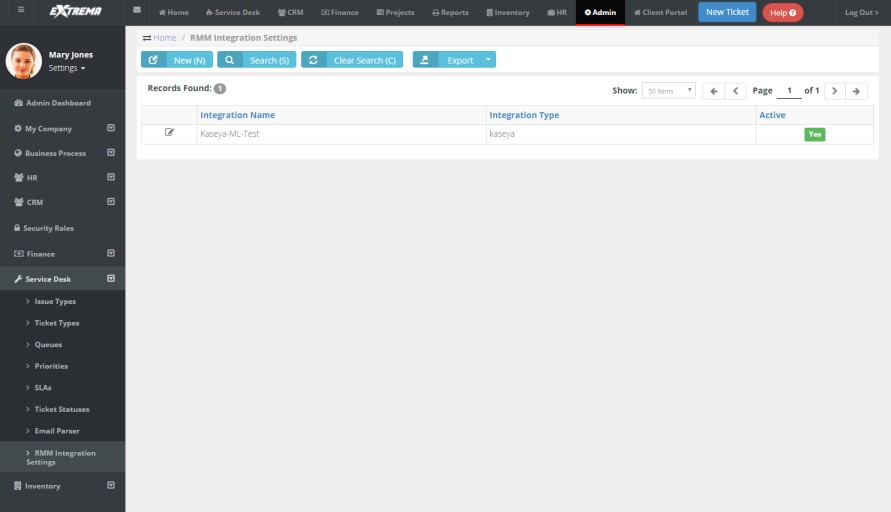 EXTREMA
Home
Service Desk
CRM
Finance
Projects
Reports
Inventory
HR
Admin
Client Portal
New Ticket
Help
Log Out >
Mary Jones
Settings
Home / RMM Integration Settings
New (N)
Search (S)
Clear Search (C)
Export
Records Found: 1
Show: 50 items
Page 1 of 1
Integration Name
Integration Type
Active
Kaseya-ML-Test
kaseya
Yes
Admin Dashboard
My Company
Business Process
HR
CRM
Security Roles
Finance
Service Desk
> Issue Types
> Ticket Types
> Queues
> Priorities
> SLAs
> Ticket Statuses
> Email Parser
> RMM Integration
Settings
Inventory